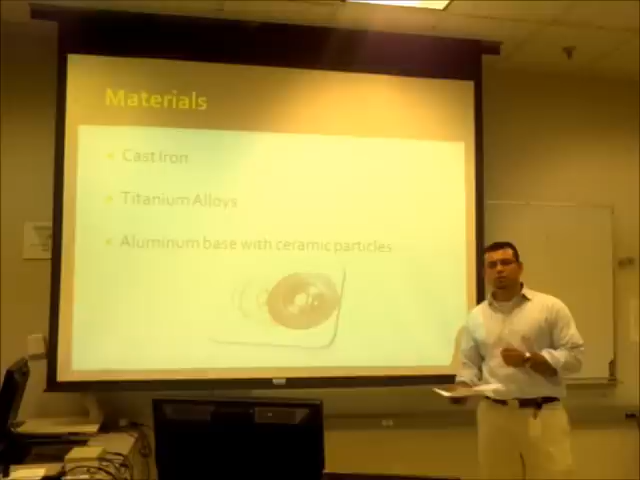 Materials
Cast Iron
Titanium Alloys
Aluminum base with ceramic particles